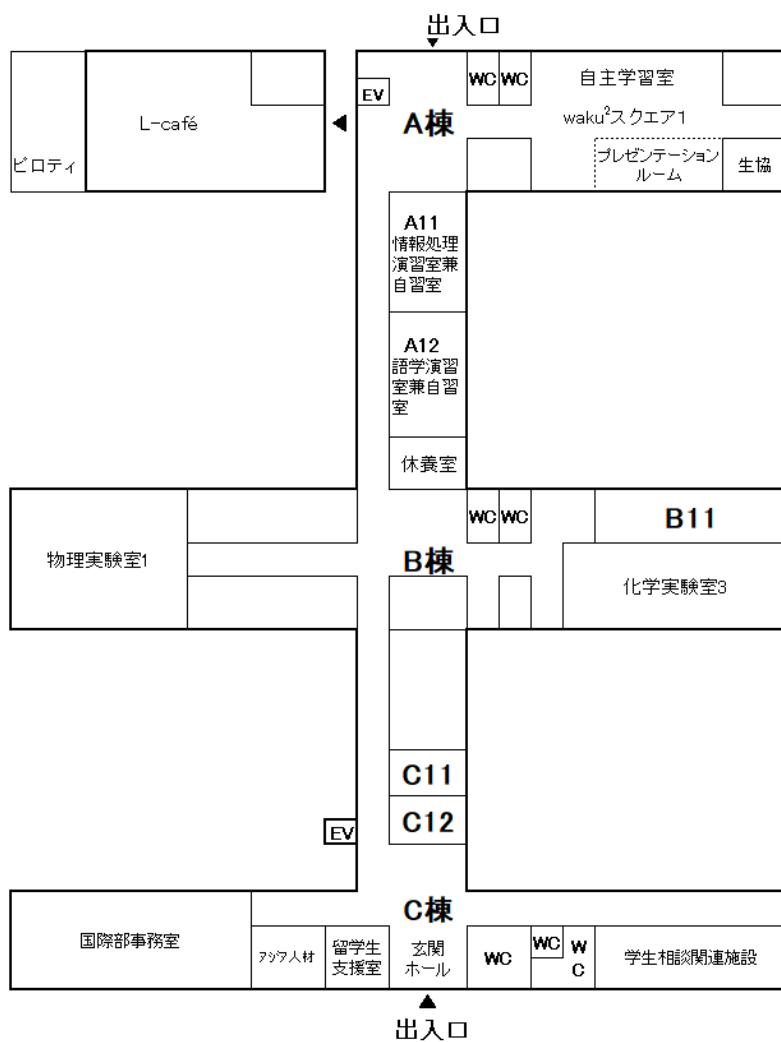 出入口
WC
WC
自主学習室
EV
L-café
A棟
waku²スクエア1
ピロティ
プレゼンテーション
ルーム
生協
A11
情報処理
演習室兼
自習室
A12
語学演習
室兼自習
室
休養室
WC
WC
B11
物理実験室1
B棟
化学実験室3
C11
C12
EV
C棟
国際部事務室
アジア人材
留学生
支援室
玄関
ホール
WC
WC
W
C
学生相談関連施設
出入口